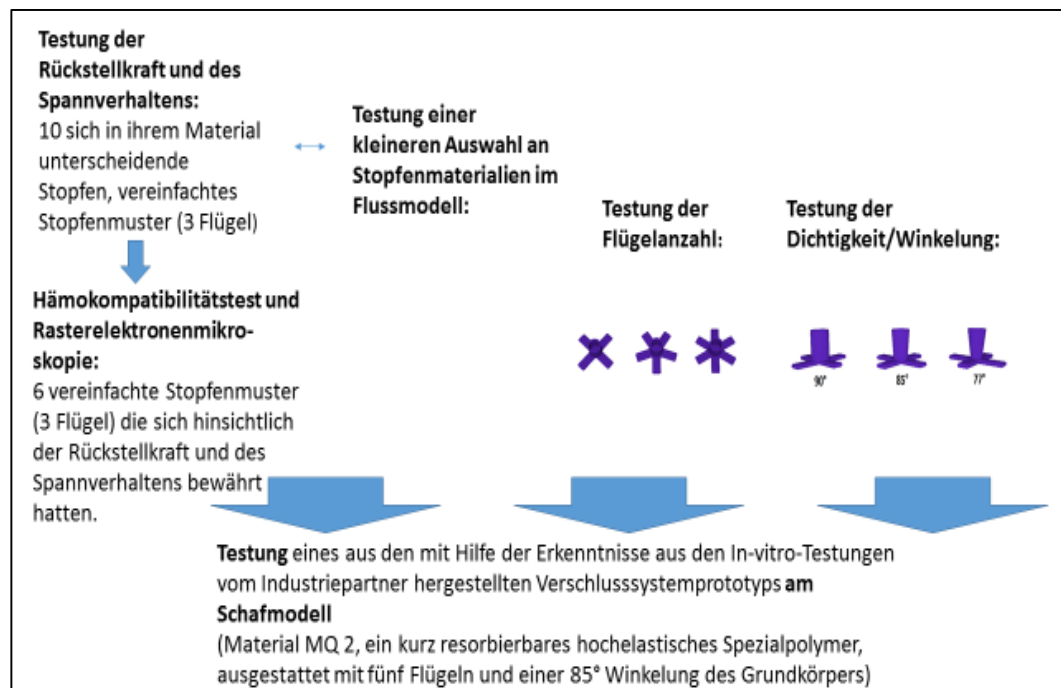 Testung der
Rückstellkraft und des
Spannverhaltens:
10 sich in ihrem Material
unterscheidende
Stopfen, vereinfachtes
Stopfenmuster (3 Flügel)
Testung einer
kleineren Auswahl an
Stopfenmaterialien im
Flussmodell:
Testung der
Flügelanzahl:
Testung der
Dichtigkeit/Winkelung:
Hämokompatibilitätstest und
Rasterelektronenmikro-
skopie:
6 vereinfachte Stopfenmuster
(3 Flügel) die sich hinsichtlich
der Rückstellkraft und des
Spannverhaltens bewährt
hatten.
90°
85°
77°
Testung eines aus den mit Hilfe der Erkenntnisse aus den In-vitro-Testungen
vom Industriepartner hergestellten Verschlusssystemprototyps am
Schafmodell
(Material MQ 2, ein kurz resorbierbares hochelastisches Spezialpolymer,
ausgestattet mit fünf Flügeln und einer 85° Winkelung des Grundkörpers)